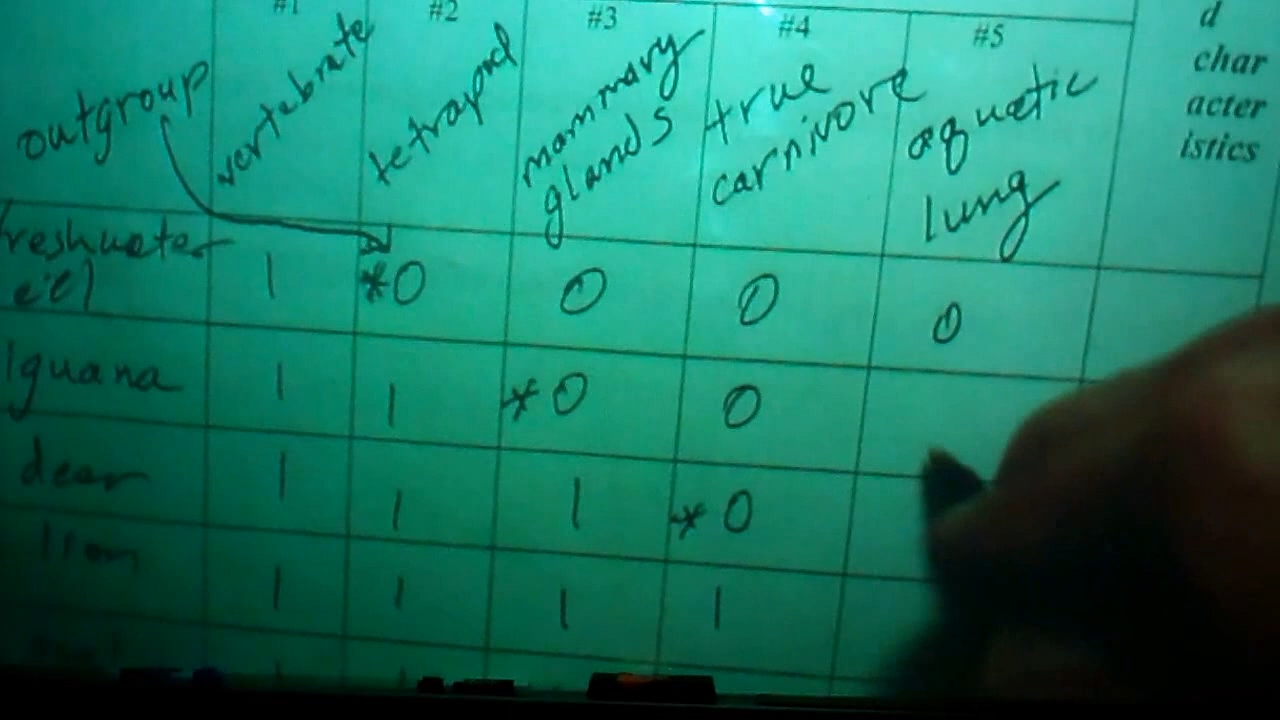 #1 #2 #3 #4 #5
d
char
acter
istics
outgroup
vertebrate
tetrapod
mammary
glands
true
carnivore
aquatic
lung
freshwater
eel
1 *0 0 0 0
Iguana 1 1 *0 0
deer 1 1 1 *0
lion 1 1 1 1
1 1